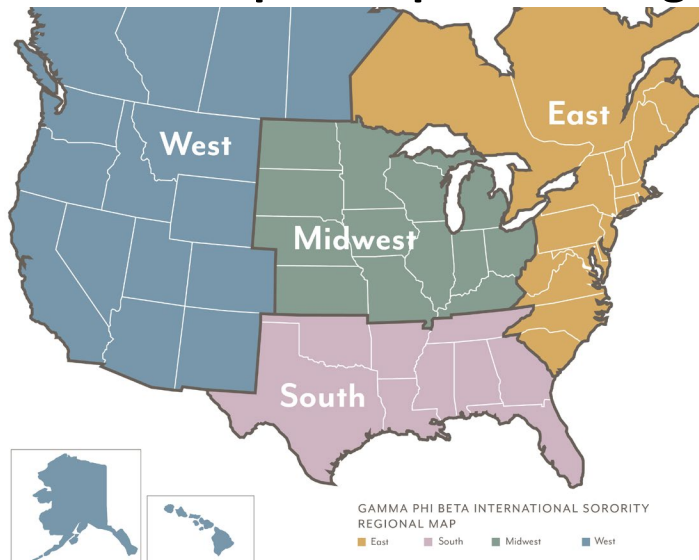 East
West
Midwest
South
GAMMA PHI BETA INTERNATIONAL SORORITY
REGIONAL MAP
East South Midwest West